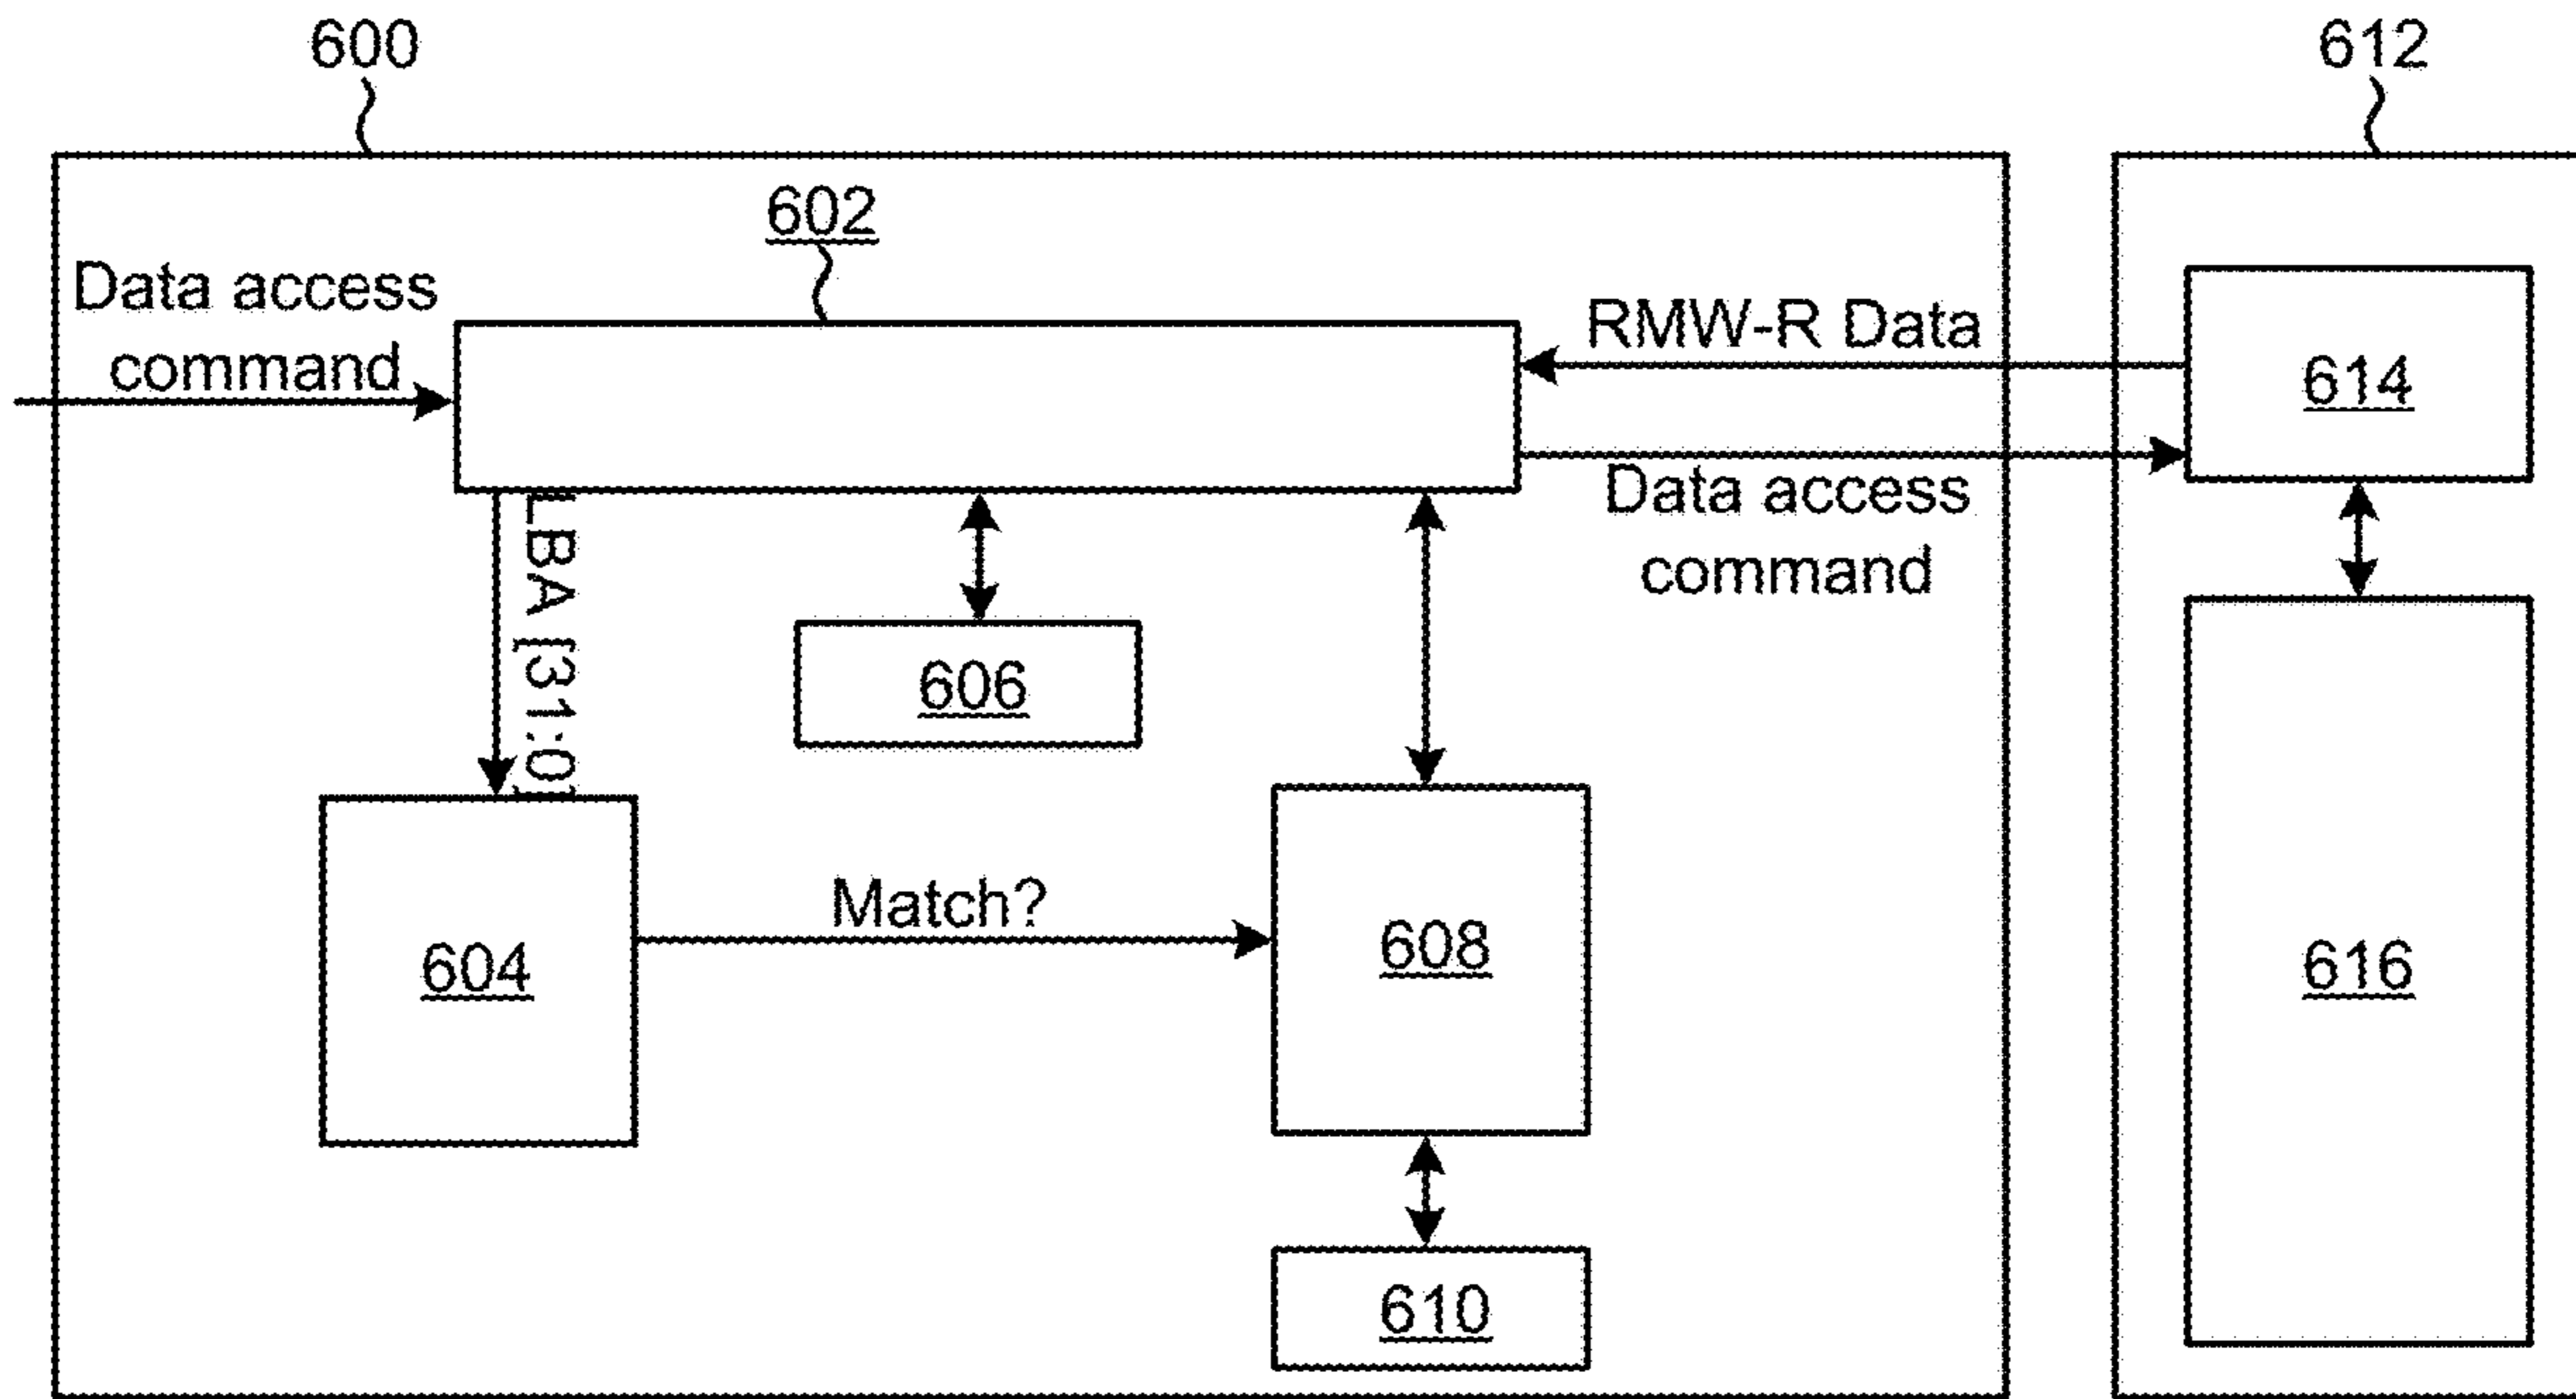 600
612
602
Data access
command
RMW-R Data
614
Data access
command
LBA [31:0]
606
Match?
604
608
616
610